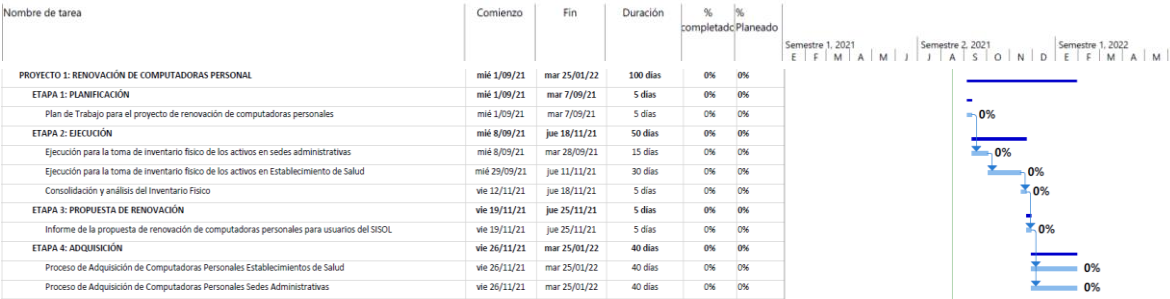 Nombre de tarea Comienzo Fin Duración % completado % Planeado
Semestre 1, 2021 Semestre 2, 2021 Semestre 1, 2022
E F M A M J J A S O N D E F M A M
PROYECTO 1: RENOVACIÓN DE COMPUTADORAS PERSONAL mié 1/09/21 mar 25/01/22 100 días 0% 0%
ETAPA 1: PLANIFICACIÓN mié 1/09/21 mar 7/09/21 5 días 0% 0%
Plan de Trabajo para el proyecto de renovación de computadoras personales mié 1/09/21 mar 7/09/21 5 días 0% 0% 0%
ETAPA 2: EJECUCIÓN mié 8/09/21 jue 18/11/21 50 días 0% 0%
Ejecución para la toma de inventario físico de los activos en sedes administrativas mié 8/09/21 mar 28/09/21 15 días 0% 0% 0%
Ejecución para la toma de inventario físico de los activos en Establecimiento de Salud mié 29/09/21 jue 11/11/21 30 días 0% 0% 0%
Consolidación y análisis del Inventario Fisico vie 12/11/21 jue 18/11/21 5 días 0% 0% 0%
ETAPA 3: PROPUESTA DE RENOVACIÓN vie 19/11/21 jue 25/11/21 5 días 0% 0%
Informe de la propuesta de renovación de computadoras personales para usuarios del SISOL vie 19/11/21 jue 25/11/21 5 días 0% 0% 0%
ETAPA 4: ADQUISICIÓN vie 26/11/21 mar 25/01/22 40 días 0% 0%
Proceso de Adquisición de Computadoras Personales Establecimientos de Salud vie 26/11/21 mar 25/01/22 40 días 0% 0% 0%
Proceso de Adquisición de Computadoras Personales Sedes Administrativas vie 26/11/21 mar 25/01/22 40 días 0% 0% 0%